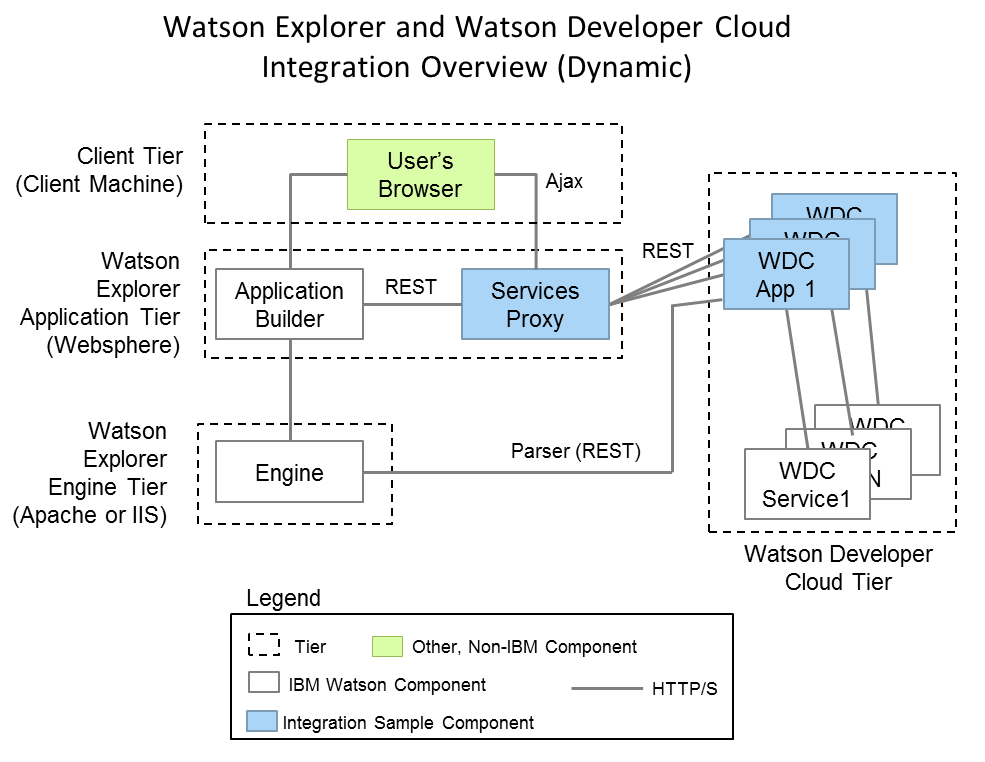 Watson Explorer and Watson Developer Cloud
Integration Overview (Dynamic)
Client Tier
(Client Machine)
User's
Browser
Ajax
Watson
Explorer
Application Tier
(Websphere)
Application
Builder
REST
Services
Proxy
REST
WDC
WDC
WDC
App 1
Watson
Explorer
Engine Tier
(Apache or IIS)
Engine
Parser (REST)
WDC
WDC
N
WDC
Service1
Watson Developer
Cloud Tier
Legend
Tier
Other, Non-IBM Component
IBM Watson Component
HTTP/S
Integration Sample Component